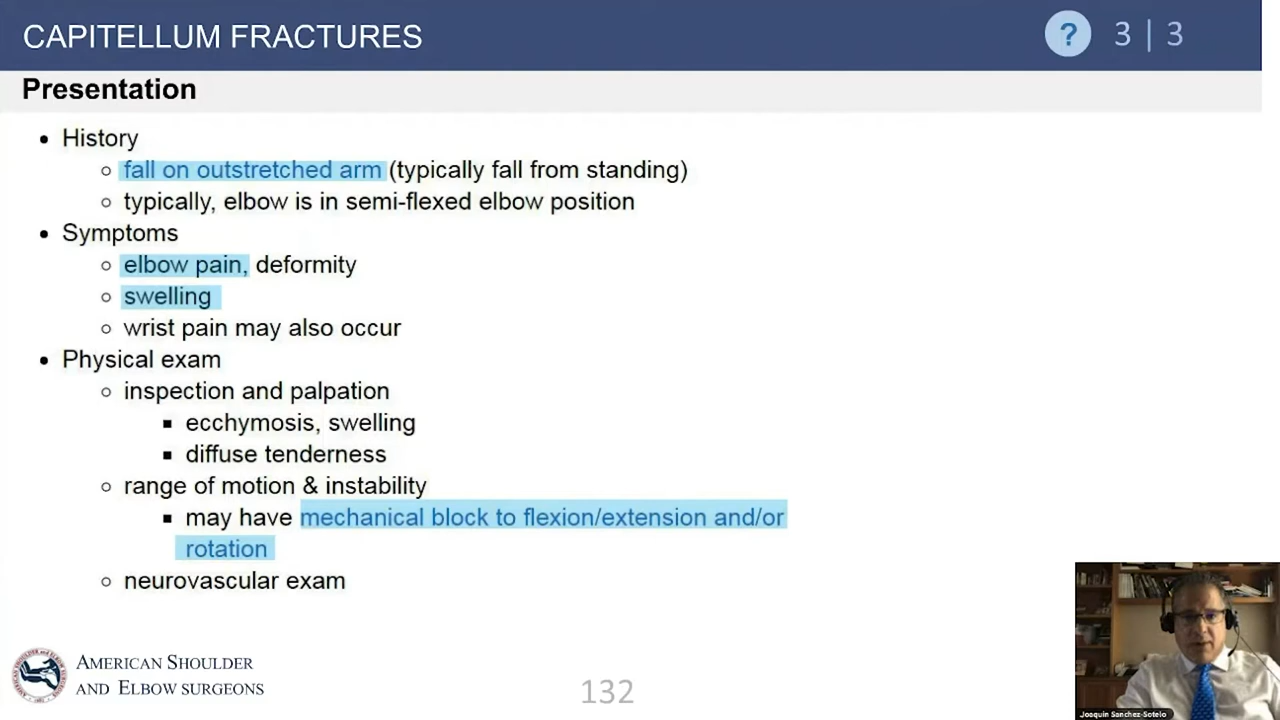 CAPITELLUM FRACTURES
? 3 | 3
Presentation
• History
○ fall on outstretched arm (typically fall from standing)
○ typically, elbow is in semi-flexed elbow position
• Symptoms
○ elbow pain, deformity
○ swelling
○ wrist pain may also occur
• Physical exam
○ inspection and palpation
▪ ecchymosis, swelling
▪ diffuse tenderness
○ range of motion & instability
▪ may have mechanical block to flexion/extension and/or
rotation
○ neurovascular exam
AMERICAN SHOULDER
AND ELBOW SURGEONS
132
Joaquin Sanchez-Sotelo